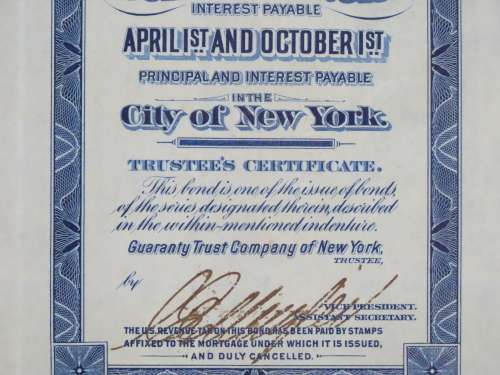 INTEREST PAYABLE
APRIL 1ST AND OCTOBER 1ST
PRINCIPAL AND INTEREST PAYABLE
IN THE
City of New York.
TRUSTEE'S CERTIFICATE.
This bond is one of the issue of bonds,
of the series designated therein, described
in the within-mentioned indenture.
Guaranty Trust Company of New York,
TRUSTEE,
by
VICE PRESIDENT.
ASSISTANT SECRETARY.
THE U.S. REVENUE TAX ON THIS BOND HAS BEEN PAID BY STAMPS
AFFIXED TO THE MORTGAGE UNDER WHICH IT IS ISSUED,
AND DULY CANCELLED.